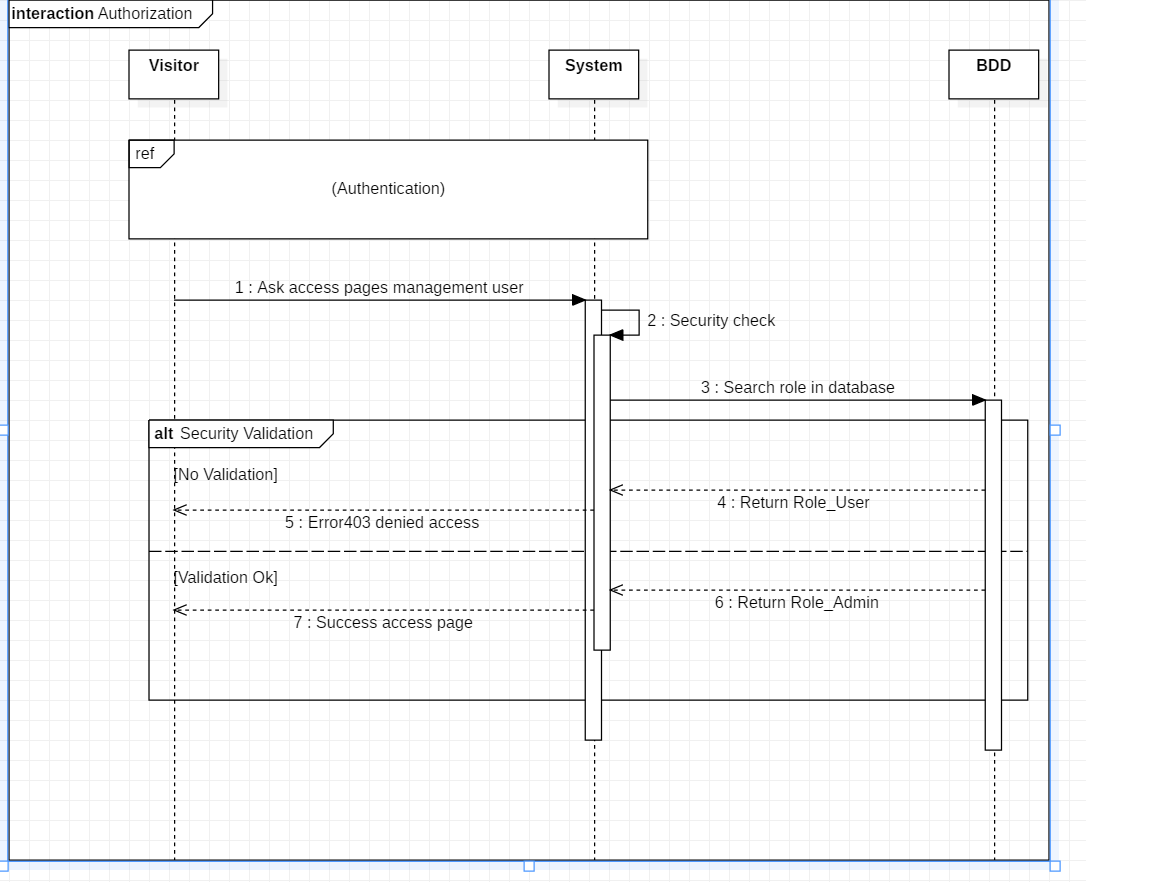 interaction Authorization
Visitor
System
BDD
ref
(Authentication)
1 : Ask access pages management user
2 : Security check
3 : Search role in database
alt Security Validation
[No Validation]
4 : Return Role_User
5 : Error403 denied access
[Validation Ok]
6 : Return Role_Admin
7 : Success access page